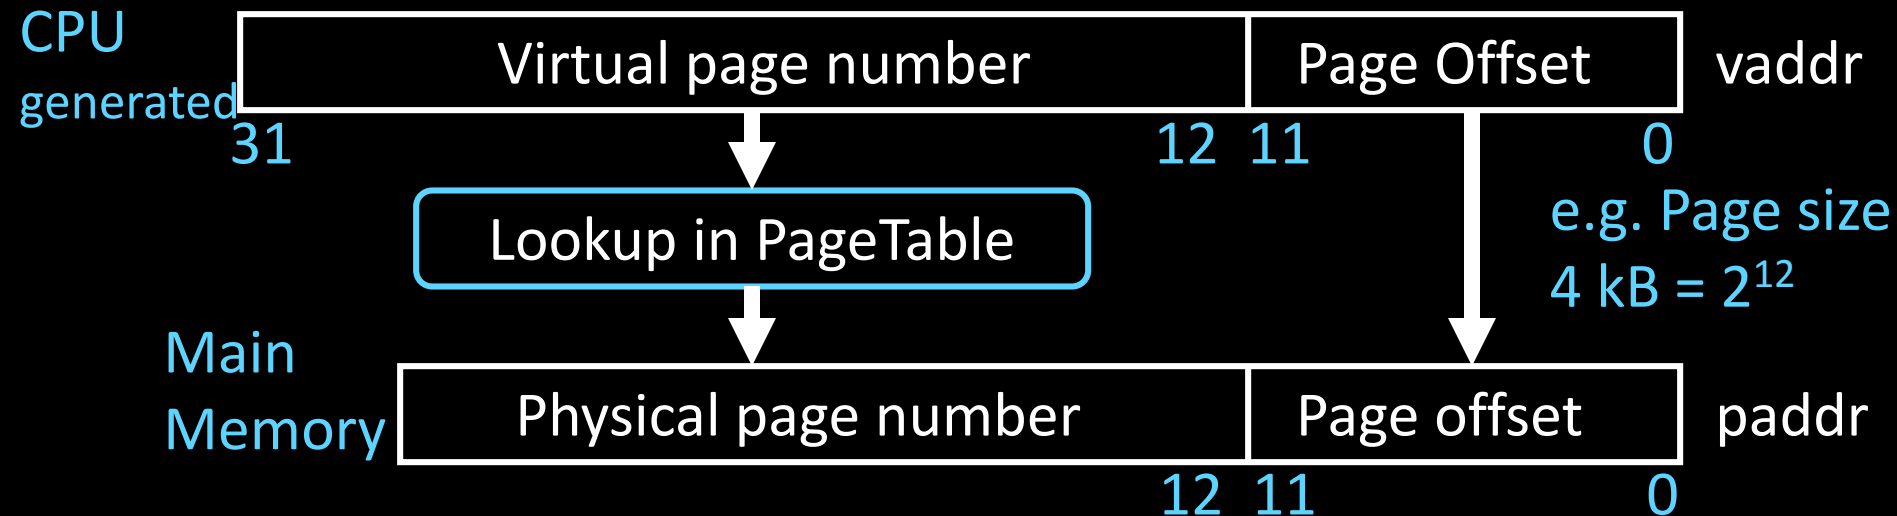 CPU
generated
Virtual page number
Page Offset
vaddr
31
12
11
0
Lookup in PageTable
e.g. Page size
4 kB = 2¹²
Main
Memory
Physical page number
Page offset
paddr
12
11
0